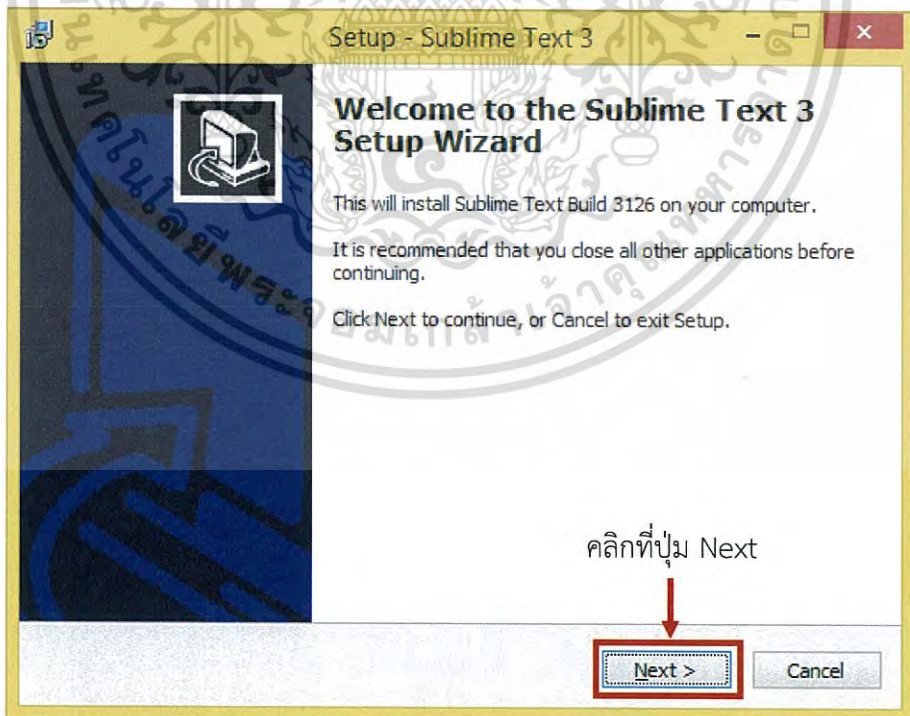 Setup - Sublime Text 3
Welcome to the Sublime Text 3
Setup Wizard
This will install Sublime Text Build 3126 on your computer.
It is recommended that you close all other applications before
continuing.
Click Next to continue, or Cancel to exit Setup.
คลิกที่ปุ่ม Next
Next >
Cancel